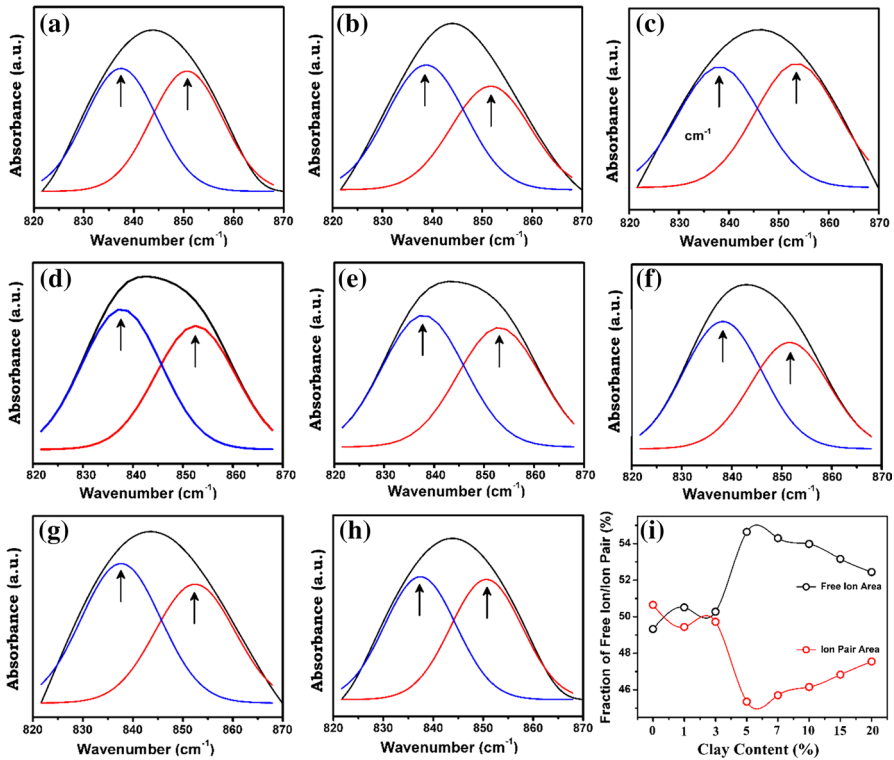 (a)
Absorbance (a.u.)
820 830 840 850 860 870
Wavenumber (cm-1)
(b)
Absorbance (a.u.)
820 830 840 850 860 870
Wavenumber (cm-1)
(c)
Absorbance (a.u.)
cm-1
820 830 840 850 860 870
Wavenumber (cm-1)
(d)
Absorbance (a.u.)
820 830 840 850 860 870
Wavenumber (cm-1)
(e)
Absorbance (a.u.)
820 830 840 850 860 870
Wavenumber (cm-1)
(f)
Absorbance (a.u.)
820 830 840 850 860 870
Wavenumber (cm-1)
(g)
Absorbance (a.u.)
820 830 840 850 860 870
Wavenumber (cm-1)
(h)
Absorbance (a.u.)
820 830 840 850 860 870
Wavenumber (cm-1)
(i)
Fraction of Free Ion/Ion Pair (%)
54
52
50
48
46
Free Ion Area
Ion Pair Area
0 1 3 5 7 10 15 20
Clay Content (%)